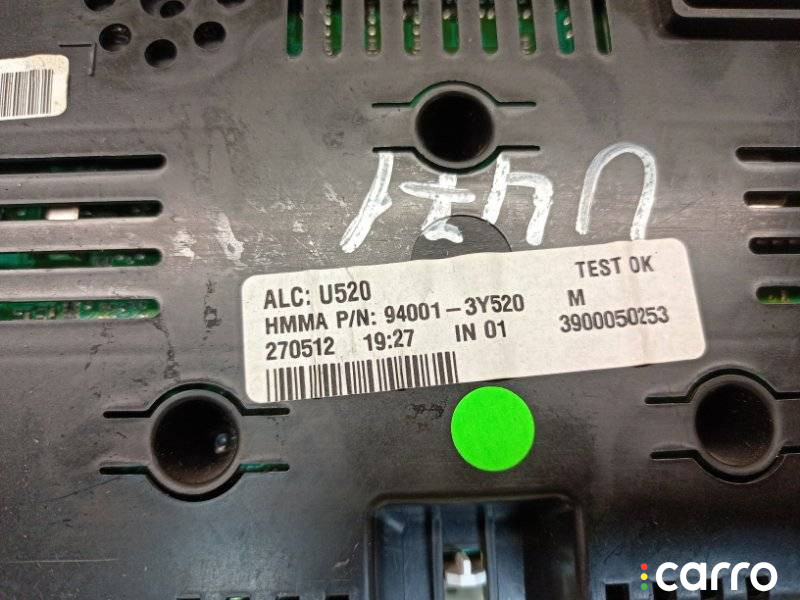 ALC: U520
TEST OK
HMMA P/N: 94001-3Y520
M
270512 19:27 IN 01
3900050253
carro